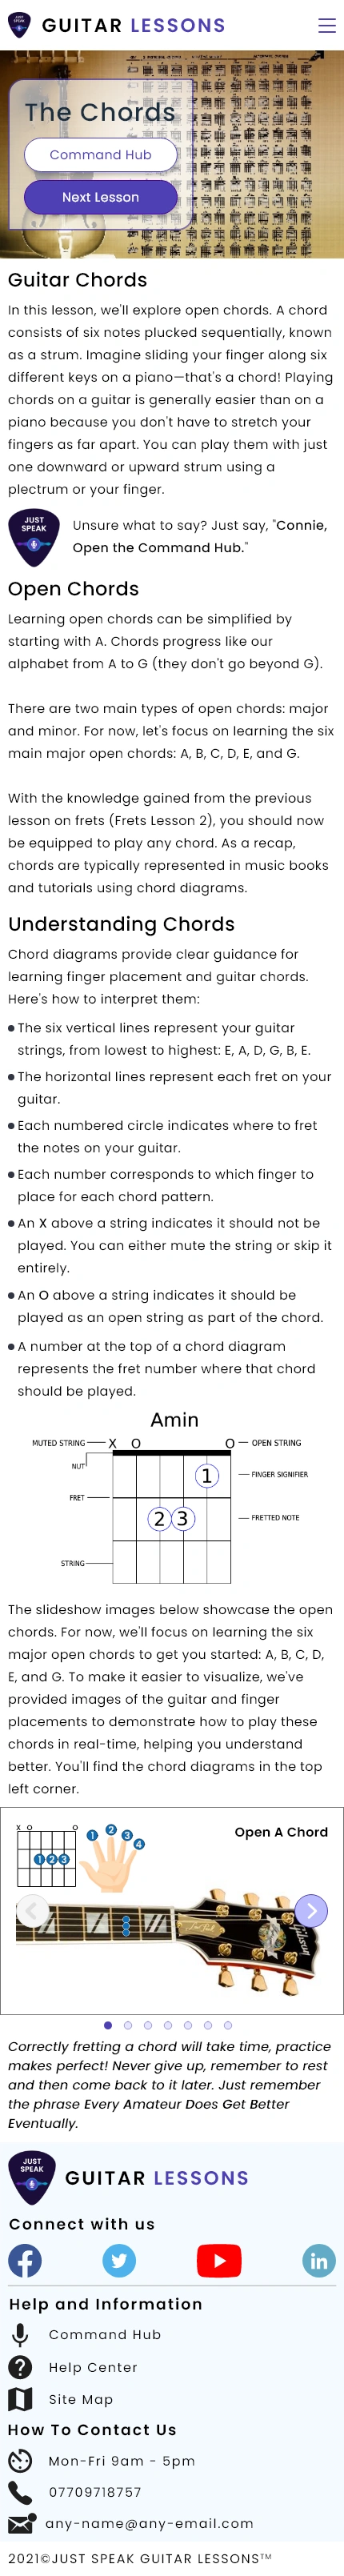 GUITAR LESSONS
The Chords
Command Hub
Next Lesson
Guitar Chords
In this lesson, we'll explore open chords. A chord
consists of six notes plucked sequentially, known
as a strum. Imagine sliding your finger along six
different keys on a piano—that's a chord! Playing
chords on a guitar is generally easier than on a
piano because you don't have to stretch your
fingers as far apart. You can play them with just
one downward or upward strum using a
plectrum or your finger.
JUST
SPEAK
Unsure what to say? Just say, "Connie,
Open the Command Hub."
Open Chords
Learning open chords can be simplified by
starting with A. Chords progress like our
alphabet from A to G (they don't go beyond G).
There are two main types of open chords: major
and minor. For now, let's focus on learning the six
main major open chords: A, B, C, D, E, and G.
With the knowledge gained from the previous
lesson on frets (Frets Lesson 2), you should now
be equipped to play any chord. As a recap,
chords are typically represented in music books
and tutorials using chord diagrams.
Understanding Chords
Chord diagrams provide clear guidance for
learning finger placement and guitar chords.
Here's how to interpret them:
The six vertical lines represent your guitar
strings, from lowest to highest: E, A, D, G, B, E.
The horizontal lines represent each fret on your
guitar.
Each numbered circle indicates where to fret
the notes on your guitar.
Each number corresponds to which finger to
place for each chord pattern.
An X above a string indicates it should not be
played. You can either mute the string or skip it
entirely.
An O above a string indicates it should be
played as an open string as part of the chord.
A number at the top of a chord diagram
represents the fret number where that chord
should be played.
Amin
MUTED STRING X O O OPEN STRING
NUT
1 FINGER SIGNIFIER
FRET
2 3 FRETTED NOTE
STRING
The slideshow images below showcase the open
chords. For now, we'll focus on learning the six
major open chords to get you started: A, B, C, D,
E, and G. To make it easier to visualize, we've
provided images of the guitar and finger
placements to demonstrate how to play these
chords in real-time, helping you understand
better. You'll find the chord diagrams in the top
left corner.
X O O
1 2 3
1 2 3 4
Open A Chord
Gibson
Correctly fretting a chord will take time, practice
makes perfect! Never give up, remember to rest
and then come back to it later. Just remember
the phrase Every Amateur Does Get Better
Eventually.
JUST
SPEAK
GUITAR LESSONS
Connect with us
in
Help and Information
Command Hub
Help Center
Site Map
How To Contact Us
Mon-Fri 9am - 5pm
07709718757
any-name@any-email.com
2021©JUST SPEAK GUITAR LESSONS™